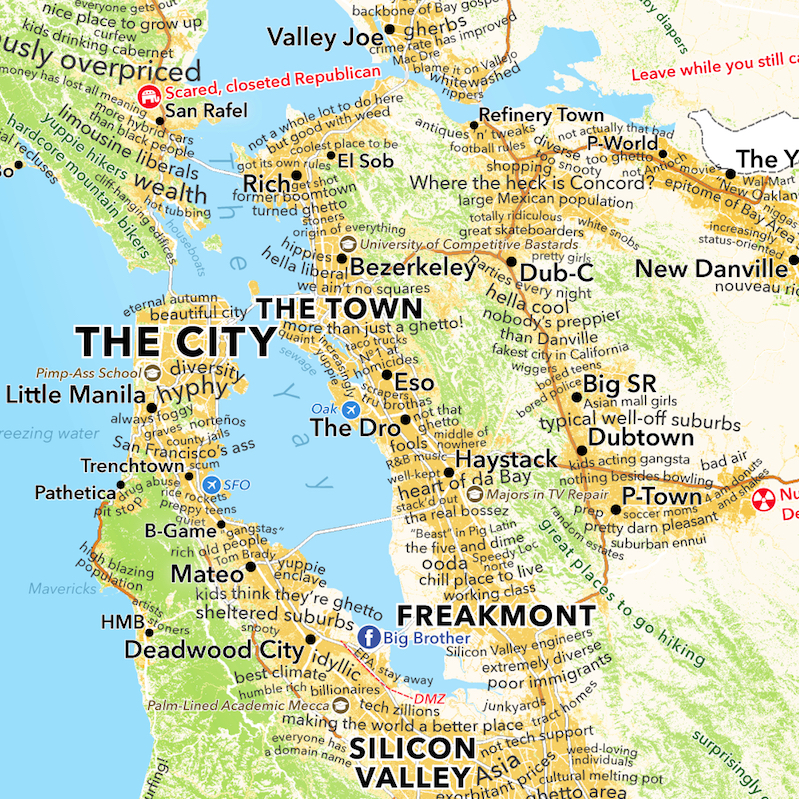 everyone gets out
nice place to grow up
curfew
kids drinking cabernet
backbone of Bay gospel
Valley Joe
gherbs
crime rate has improved
Mac Dre
blame it on Vallejo
whitewashed
rippers
by diapers
Leave while you still ca
usly overpriced
money has lost all meaning
Scared, closeted Republican
San Rafel
more hybrid cars
than black people
limousine liberals
yuppie hikers
hardcore mountain bikers
al recluses
o
wealth
cliff-hanging edifices
hot tubbing
houseboats
not a whole lot to do here
but good with weed
coolest place to be
got its own rules
El Sob
Rich
get shot
former boomtown
turned ghetto
stoners
origin of everything
Refinery Town
antiques 'n' tweaks
football rules
not actually that bad
P-World
diverse
too ghetto
too snooty
not Antioch
shopping
movies
The Y
Wal-Mart
"New Oakland
epitome of Bay Area
niggas
Where the heck is Concord?
large Mexican population
totally ridiculous
great skateboarders
white snobs
increasingly
status-oriented
University of Competitive Bastards
hippies
hella liberal
Bezerkeley
we ain't no squares
pretty girls
Dub-C
parties every night
New Danville
nouveau ric
The Bay
eternal autumn
beautiful city
THE TOWN
more than just a ghetto!
THE CITY
quaint
yuppie
increasingly
sewage
taco trucks
Nº 1 at
homicides
hella cool
nobody's preppier
than Danville
fakest city in California
wiggers
bored teens
bored police
Pimp-Ass School
diversity
hyphy
Little Manila
always foggy
graves
norteños
county jails
San Francisco's ass
reezing water
Eso
scrapers
tru brothas
Oak
The Dro
not that
ghetto
fools
middle of
nowhere
R&B music
well-kept
Haystack
heart of da Bay
stack'd out
Majors in TV Repair
tha real bossez
Big SR
Asian mall girls
typical well-off suburbs
Dubtown
kids acting gangsta
bad air
nothing besides bowling
P-Town
4 and donuts
and shakes
prep
soccer moms
pretty darn pleasant
suburban ennui
random
estates
Nu
De
Trenchtown
scum
Pathetica
drug abuse
pit stop
rice rockets
SFO
preppy teens
quiet
B-Game
"gangstas"
rich old people
Tom Brady
Mateo
yuppie
enclave
high blazing
population
Mavericks
"Beast" in Pig Latin
the five and dime
Speedy Loc
ooda
norte
chill place to live
working class
great places to go hiking
kids think they're ghetto
sheltered suburbs
artists
HMB
stoners
snooty
Deadwood City
FREAKMONT
Big Brother
Silicon Valley engineers
extremely diverse
poor immigrants
idyllic
EPA: stay away
DMZ
best climate
humble rich billionaires
Palm-Lined Academic Mecca
tech zillions
making the world a better place
junkyards
tract homes
everyone has
a domain name
SILICON
VALLEY
not tech support
Asia
exorbitant prices
weed-loving
individuals
cultural melting pot
ghetto area
surprisingly
surfing!